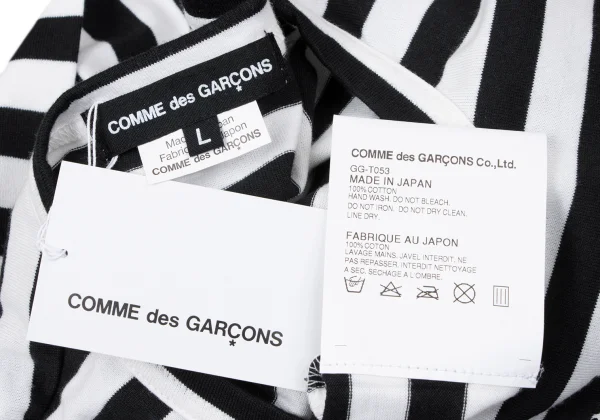 COMME des GARÇONS
L
Made in Japan
Fabriqué au Japon
COMME des GARÇONS
COMME des GARÇONS
COMME des GARÇONS Co.,Ltd.
GG-T053
MADE IN JAPAN
100%COTTON
HAND WASH. DO NOT BLEACH.
DO NOT IRON. DO NOT DRY CLEAN.
LINE DRY.
FABRIQUE AU JAPON
100%COTON
LAVAGE MAINS. JAVEL INTERDIT. NE
PAS REPASSER. INTERDIT NETTOYAGE
A SEC. SECHAGE A L'OMBRE.